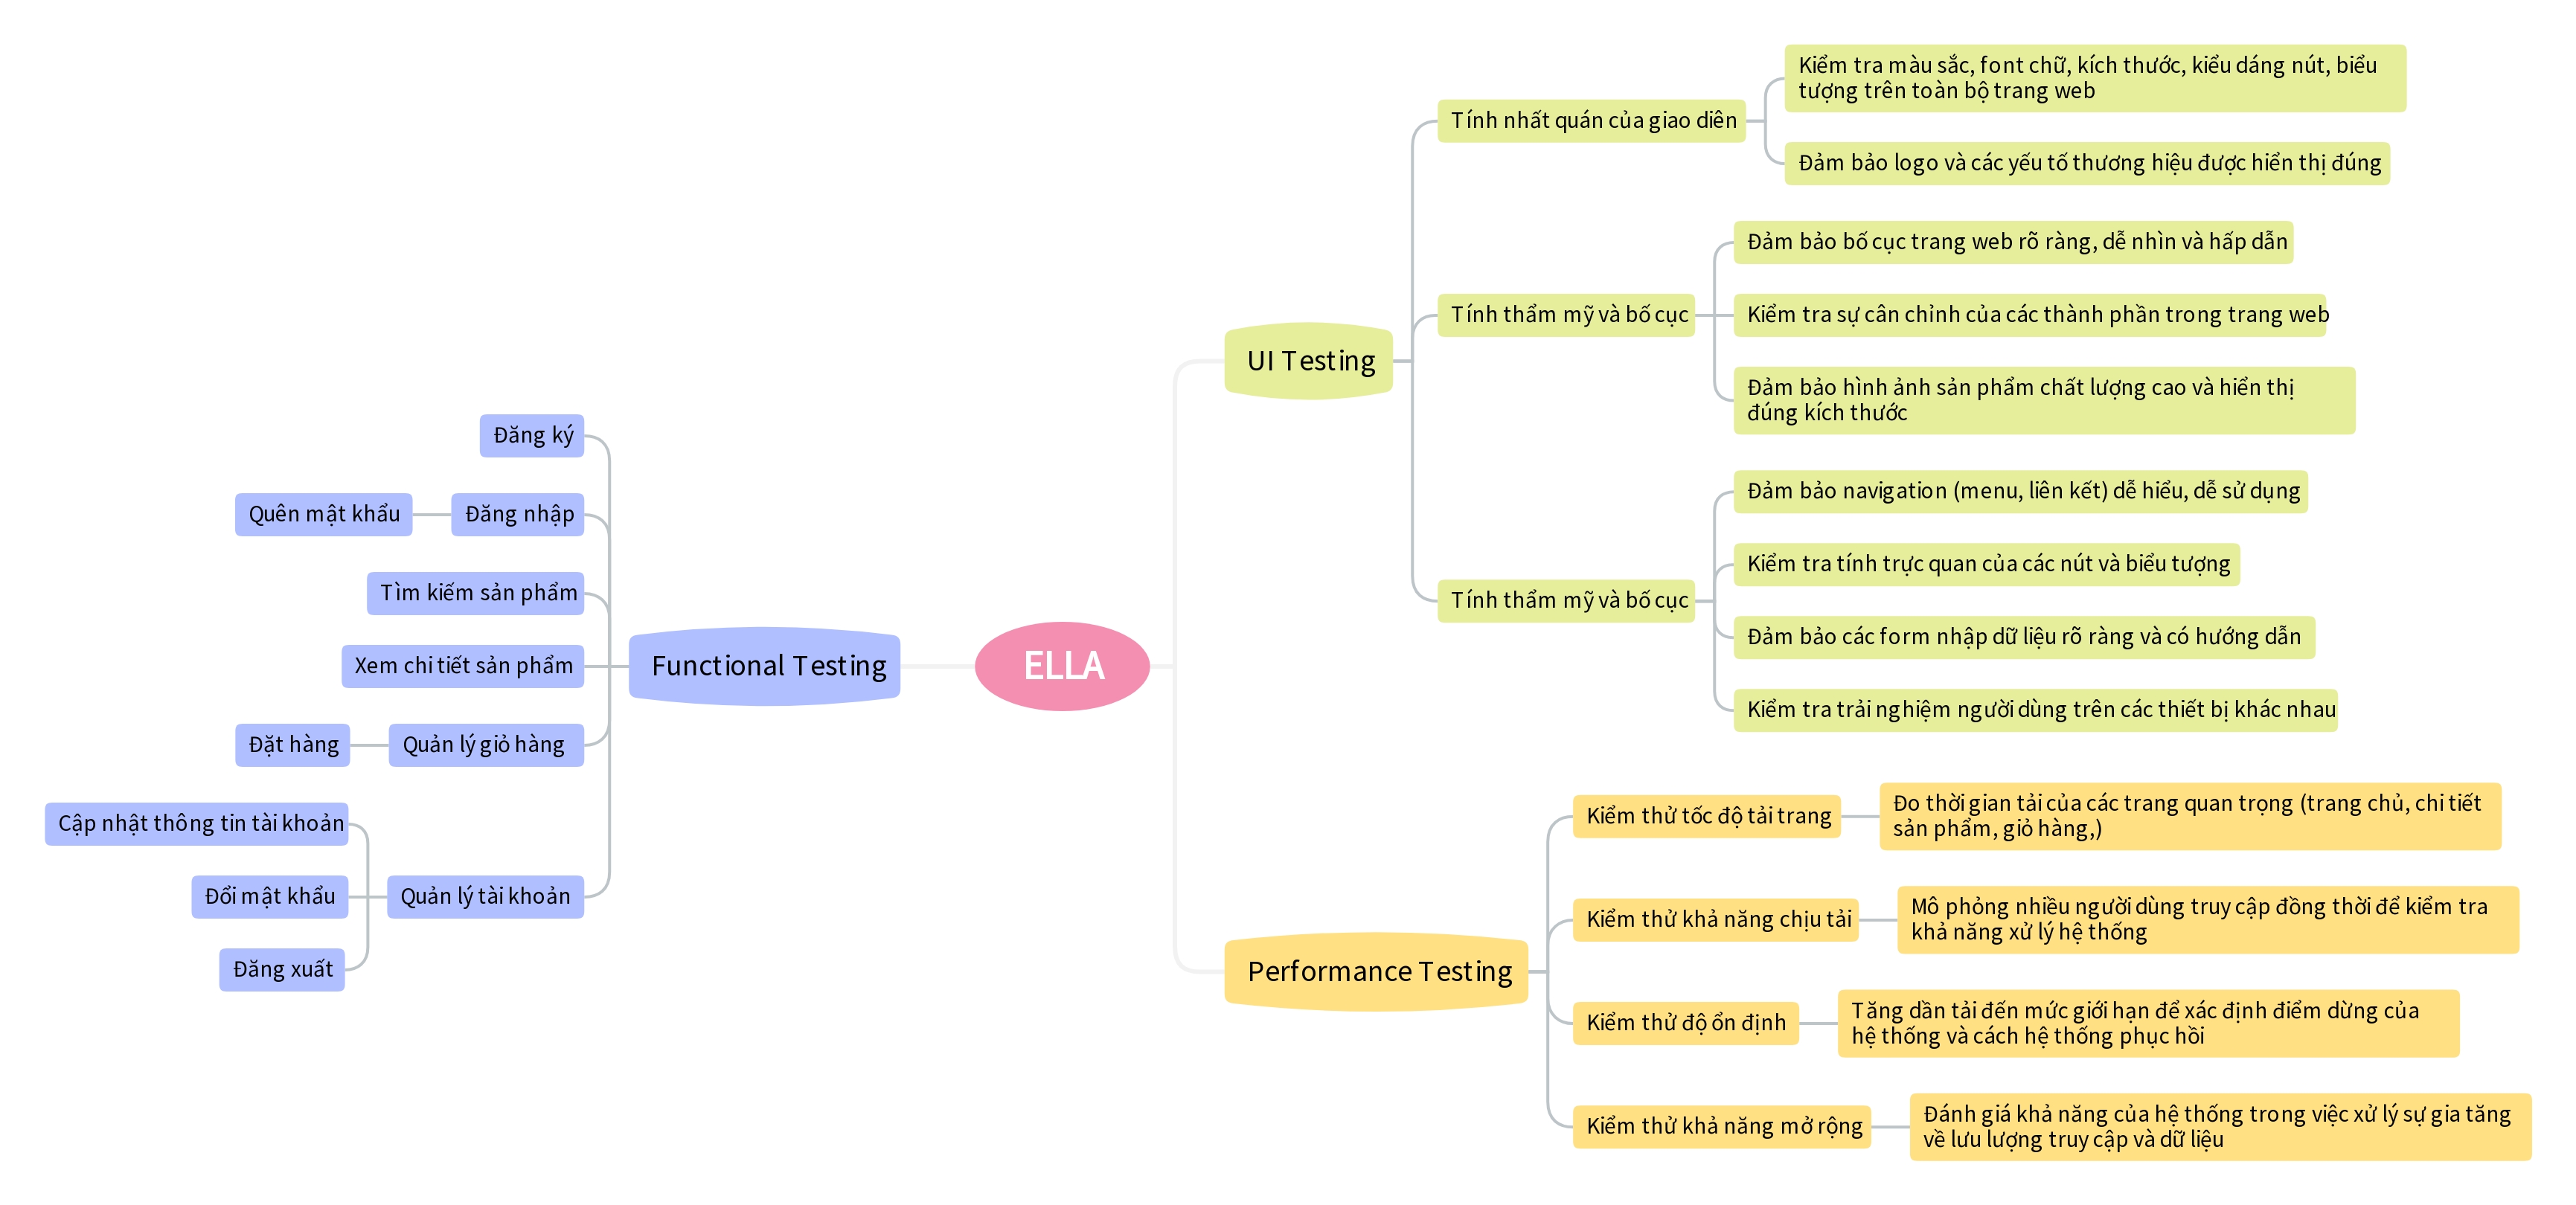 ELLA
Functional Testing
Đăng ký
Đăng nhập
Quên mật khẩu
Tìm kiếm sản phẩm
Xem chi tiết sản phẩm
Quản lý giỏ hàng
Đặt hàng
Quản lý tài khoản
Cập nhật thông tin tài khoản
Đổi mật khẩu
Đăng xuất
UI Testing
Tính nhất quán của giao diên
Kiểm tra màu sắc, font chữ, kích thước, kiểu dáng nút, biểu
tượng trên toàn bộ trang web
Đảm bảo logo và các yếu tố thương hiệu được hiển thị đúng
Tính thẩm mỹ và bố cục
Đảm bảo bố cục trang web rõ ràng, dễ nhìn và hấp dẫn
Kiểm tra sự cân chỉnh của các thành phần trong trang web
Đảm bảo hình ảnh sản phẩm chất lượng cao và hiển thị
đúng kích thước
Tính thẩm mỹ và bố cục
Đảm bảo navigation (menu, liên kết) dễ hiểu, dễ sử dụng
Kiểm tra tính trực quan của các nút và biểu tượng
Đảm bảo các form nhập dữ liệu rõ ràng và có hướng dẫn
Kiểm tra trải nghiệm người dùng trên các thiết bị khác nhau
Performance Testing
Kiểm thử tốc độ tải trang
Đo thời gian tải của các trang quan trọng (trang chủ, chi tiết
sản phẩm, giỏ hàng,)
Kiểm thử khả năng chịu tải
Mô phỏng nhiều người dùng truy cập đồng thời để kiểm tra
khả năng xử lý hệ thống
Kiểm thử độ ổn định
Tăng dần tải đến mức giới hạn để xác định điểm dừng của
hệ thống và cách hệ thống phục hồi
Kiểm thử khả năng mở rộng
Đánh giá khả năng của hệ thống trong việc xử lý sự gia tăng
về lưu lượng truy cập và dữ liệu